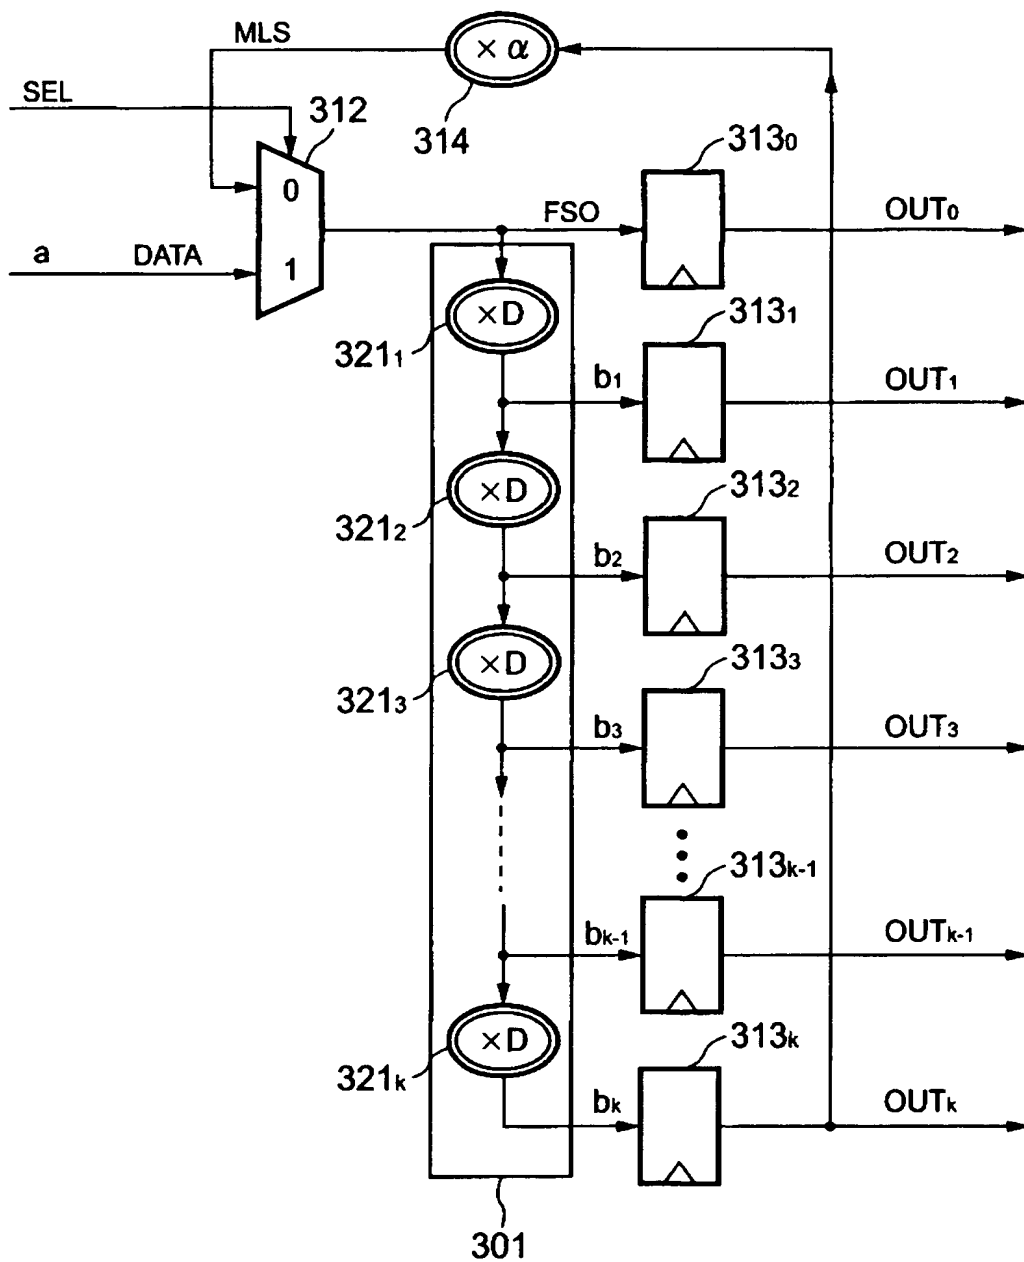 MLS
× α
SEL
312
314
313₀
0
FSO
OUT₀
a
DATA
1
×D
313₁
321₁
b₁
OUT₁
313₂
×D
321₂
b₂
OUT₂
313₃
×D
321₃
b₃
OUT₃
313ₖ₋₁
bₖ₋₁
OUTₖ₋₁
×D
313ₖ
321ₖ
bₖ
OUTₖ
301